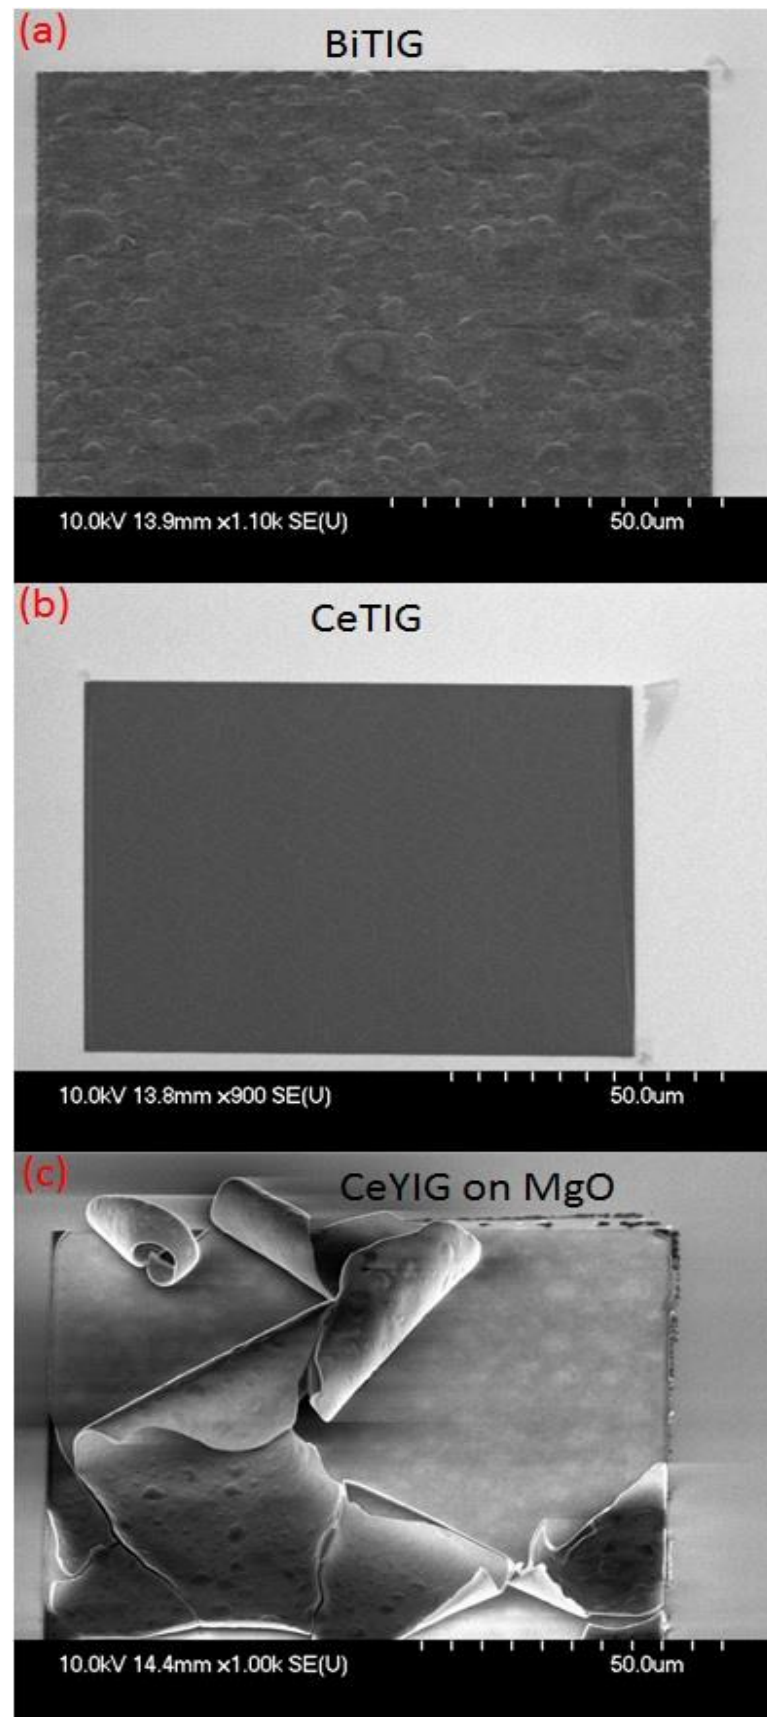 (a)
BiTIG
10.0kV 13.9mm x1.10k SE(U) 50.0um
(b)
CeTIG
10.0kV 13.8mm x900 SE(U) 50.0um
(c)
CeYIG on MgO
10.0kV 14.4mm x1.00k SE(U) 50.0um